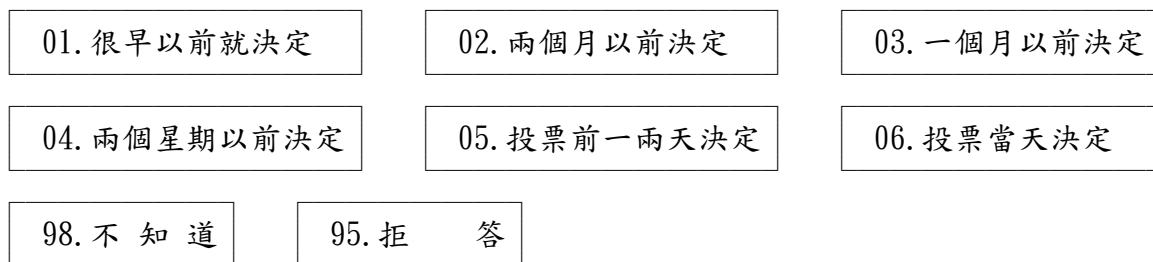 01.很早以前就決定 02.兩個月以前決定 03.一個月以前決定
04.兩個星期以前決定 05.投票前一兩天決定 06.投票當天決定
98.不 知 道 95.拒 答